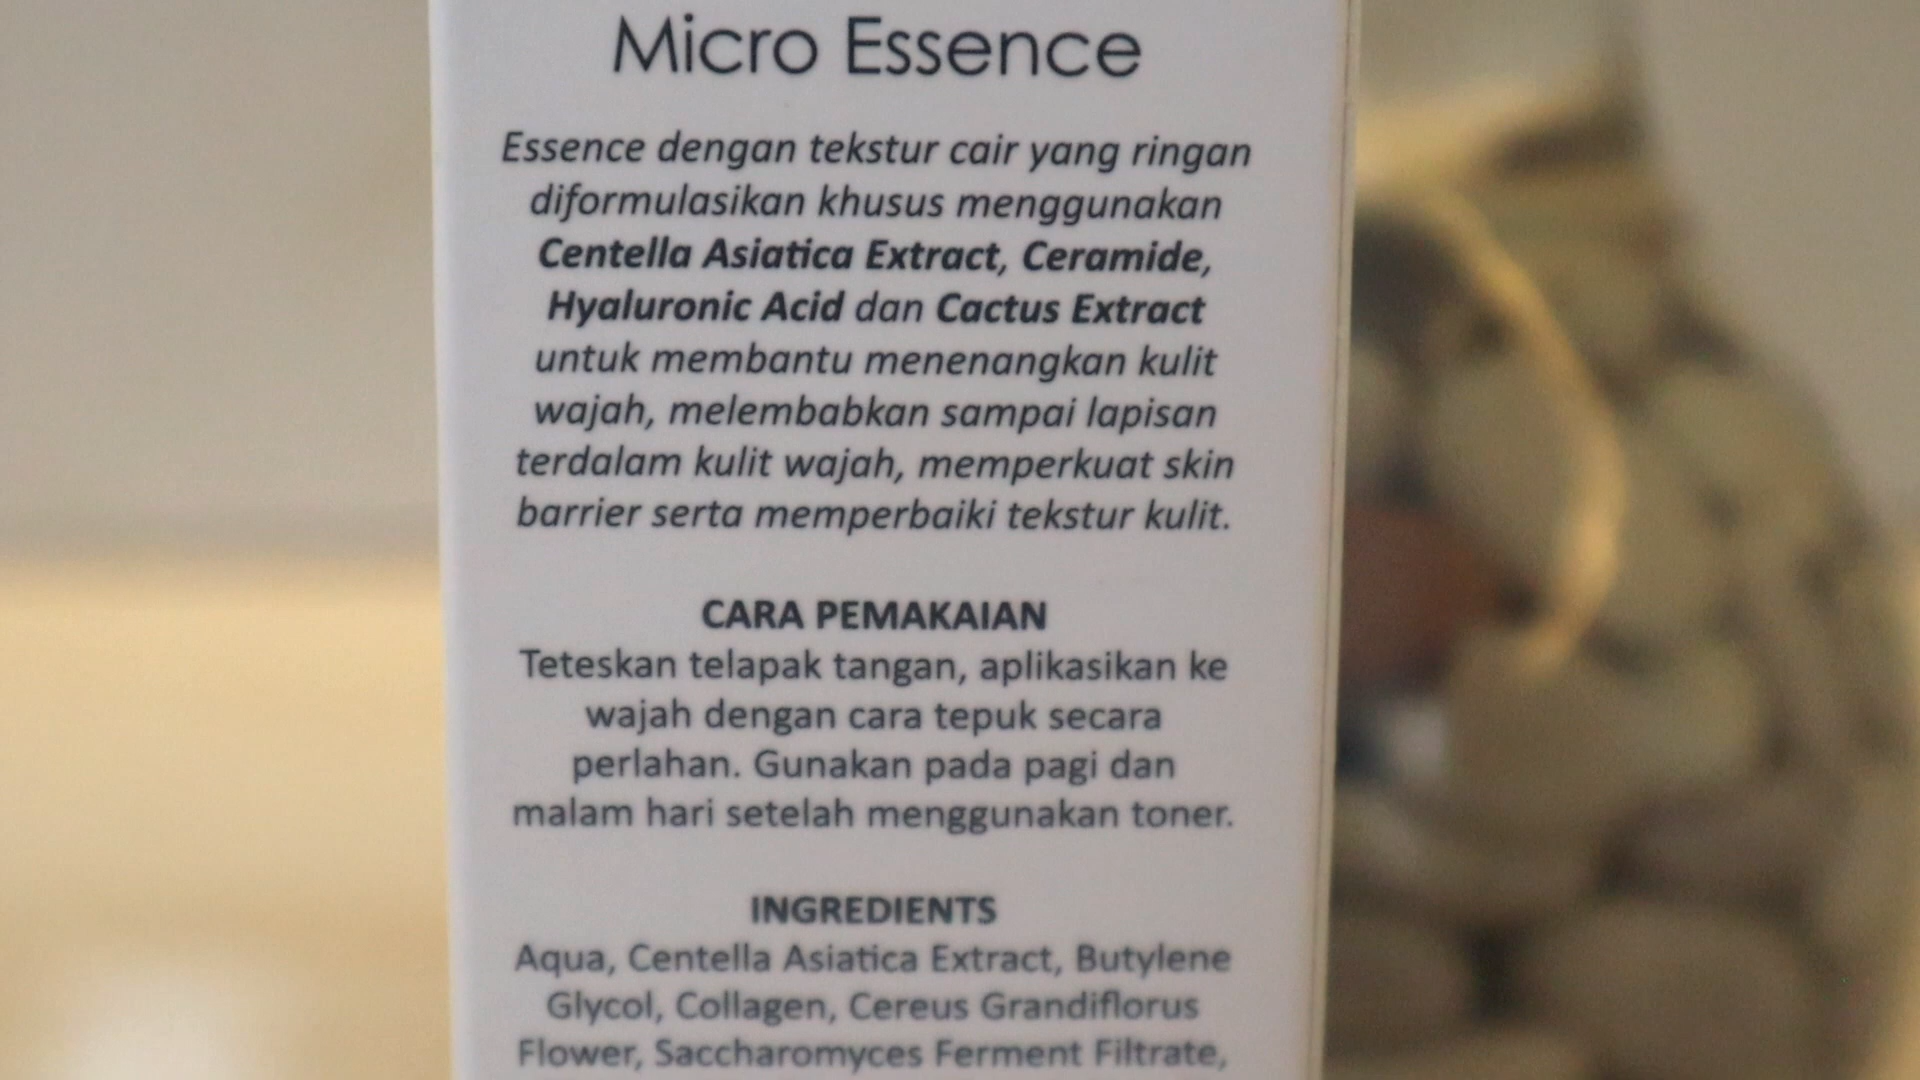 Micro Essence
Essence dengan tekstur cair yang ringan
diformulasikan khusus menggunakan
Centella Asiatica Extract, Ceramide,
Hyaluronic Acid dan Cactus Extract
untuk membantu menenangkan kulit
wajah, melembabkan sampai lapisan
terdalam kulit wajah, memperkuat skin
barrier serta memperbaiki tekstur kulit.
CARA PEMAKAIAN
Teteskan telapak tangan, aplikasikan ke
wajah dengan cara tepuk secara
perlahan. Gunakan pada pagi dan
malam hari setelah menggunakan toner.
INGREDIENTS
Aqua, Centella Asiatica Extract, Butylene
Glycol, Collagen, Cereus Grandiflorus
Flower, Saccharomyces Ferment Filtrate,